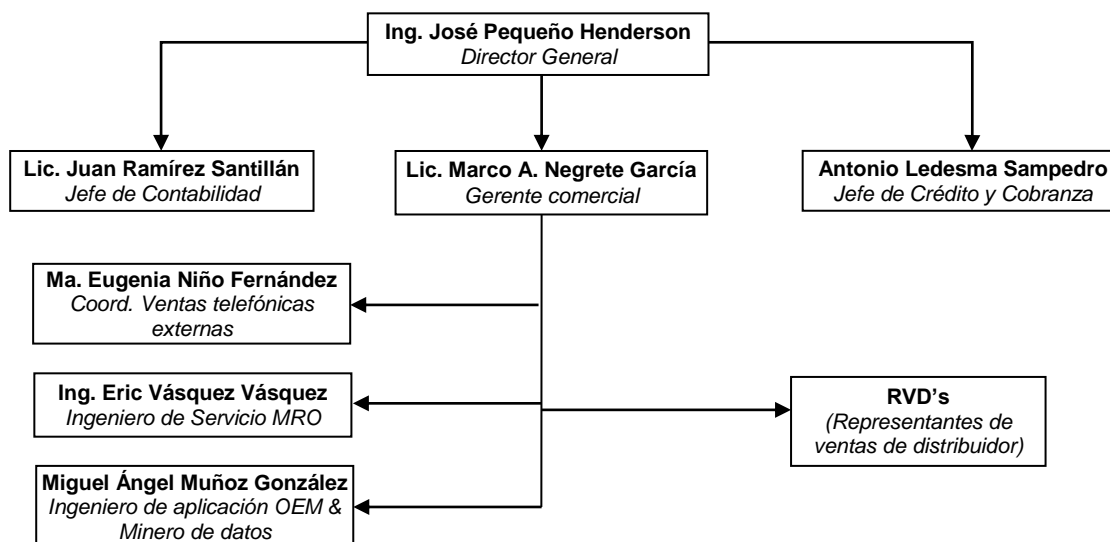 Ing. José Pequeño Henderson
Director General
Lic. Juan Ramírez Santillán
Jefe de Contabilidad
Lic. Marco A. Negrete García
Gerente comercial
Antonio Ledesma Sampedro
Jefe de Crédito y Cobranza
Ma. Eugenia Niño Fernández
Coord. Ventas telefónicas
externas
Ing. Eric Vásquez Vásquez
Ingeniero de Servicio MRO
RVD’s
(Representantes de
ventas de distribuidor)
Miguel Ángel Muñoz González
Ingeniero de aplicación OEM &
Minero de datos